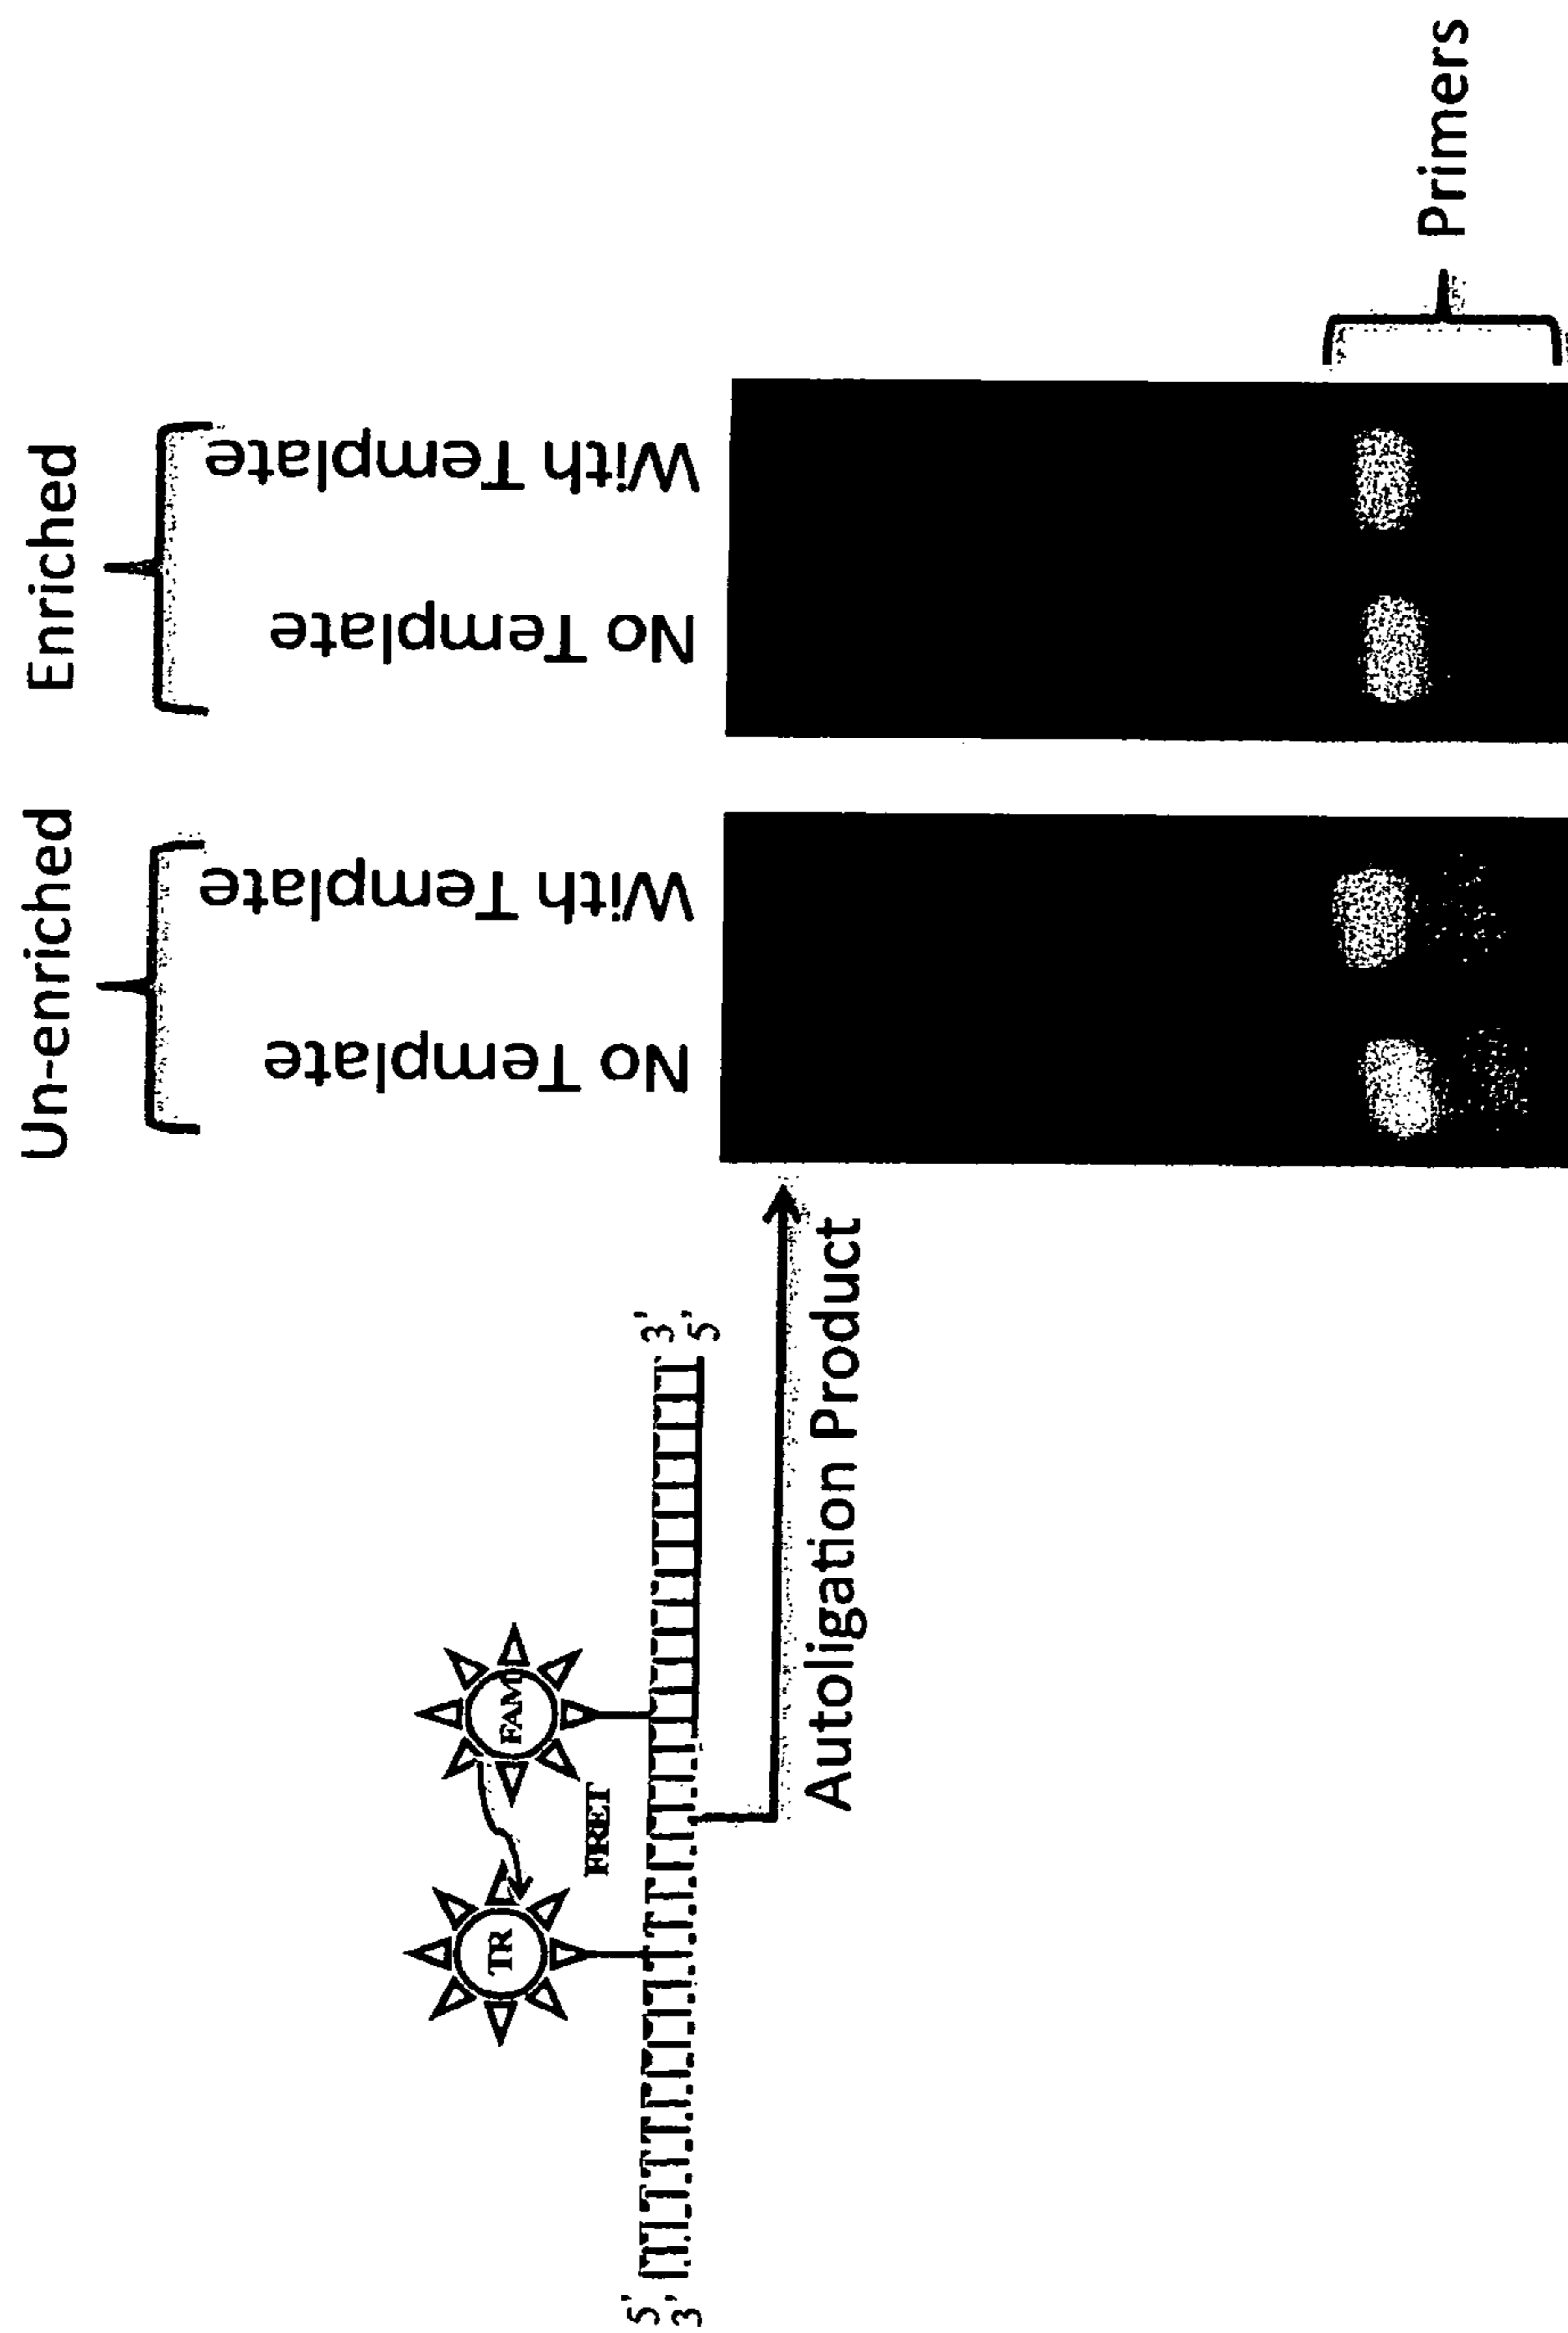 Un-enriched
Enriched
No Template
With Template
No Template
With Template
TR
FAM
FRET
5'
3'
3'
5'
Autoligation Product
Primers